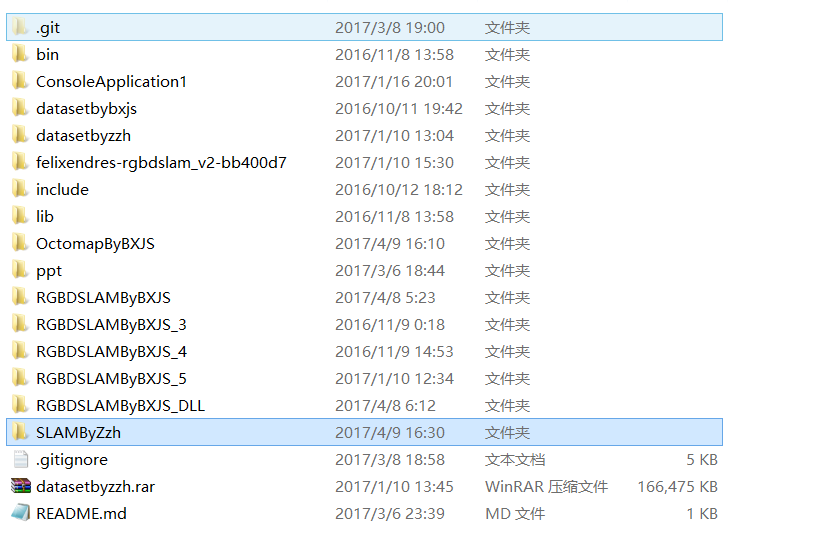 .git 2017/3/8 19:00 文件夹
bin 2016/11/8 13:58 文件夹
ConsoleApplication1 2017/1/16 20:01 文件夹
datasetbybxjs 2016/10/11 19:42 文件夹
datasetbyzzh 2017/1/10 13:04 文件夹
felixendres-rgbdslam_v2-bb400d7 2017/1/10 15:30 文件夹
include 2016/10/12 18:12 文件夹
lib 2016/11/8 13:58 文件夹
OctomapByBXJS 2017/4/9 16:10 文件夹
ppt 2017/3/6 18:44 文件夹
RGBDSLAMByBXJS 2017/4/8 5:23 文件夹
RGBDSLAMByBXJS_3 2016/11/9 0:18 文件夹
RGBDSLAMByBXJS_4 2016/11/9 14:53 文件夹
RGBDSLAMByBXJS_5 2017/1/10 12:34 文件夹
RGBDSLAMByBXJS_DLL 2017/4/8 6:12 文件夹
SLAMByZzh 2017/4/9 16:30 文件夹
.gitignore 2017/3/8 18:58 文本文档 5 KB
datasetbyzzh.rar 2017/1/10 13:45 WinRAR 压缩文件 166,475 KB
README.md 2017/3/6 23:39 MD 文件 1 KB